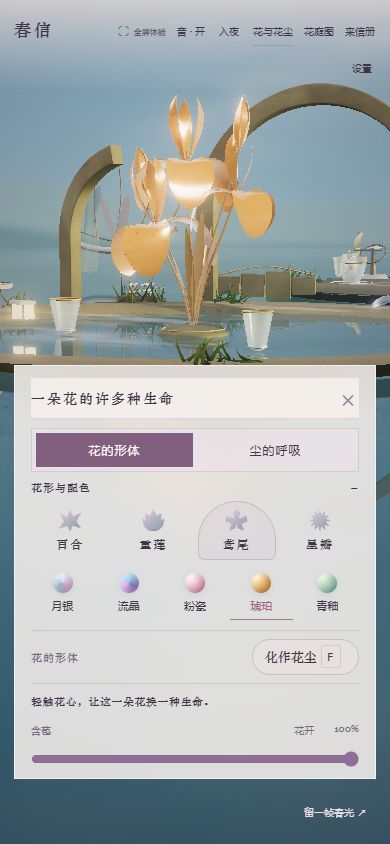 春信
全屏体验 音·开 入夜 花与花尘 花庭图 来信册
设置
一朵花的许多种生命 ×
花的形体 尘的呼吸
花形与配色 −
百合 重莲 鸢尾 星瓣
月银 流晶 粉瓷 琥珀 青釉
花的形体 化作花尘 F
轻触花心，让这一朵花换一种生命。
含苞 花开 100%
留一帧春光 ↗